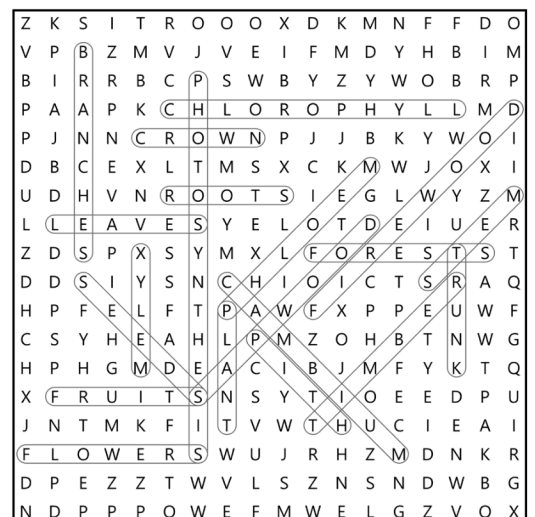 Z K S I T R O O O X D K M N F F D O
V P B Z M V J V E I F M D Y H B I M
B I R R B C P S W B Y Z Y W O B R P
P A A P K C H L O R O P H Y L L M D
P J N N C R O W N P J J B K Y W O I
D B C E X L T M S X C K M W J O X I
U D H V N R O O T S I E G L W Y Z M
L L E A V E S Y E L O T D E I U E R
Z D S P X S Y M X L F O R E S T S T
D D S I Y S N C H I O I C T S R A Q
H P F E L F T P A W F X P P E U W F
C S Y H E A H L P M Z O H B T N W G
H P H G M D E A C I B J M F Y K T Q
X F R U I T S N S Y T I O E E D P U
J N T M K F I T V W T H U C I E A I
F L O W E R S W U J R H Z M D N K R
D P E Z Z T W V L S Z N S N D W B G
N D P P P O W E F M W E L G Z V O X